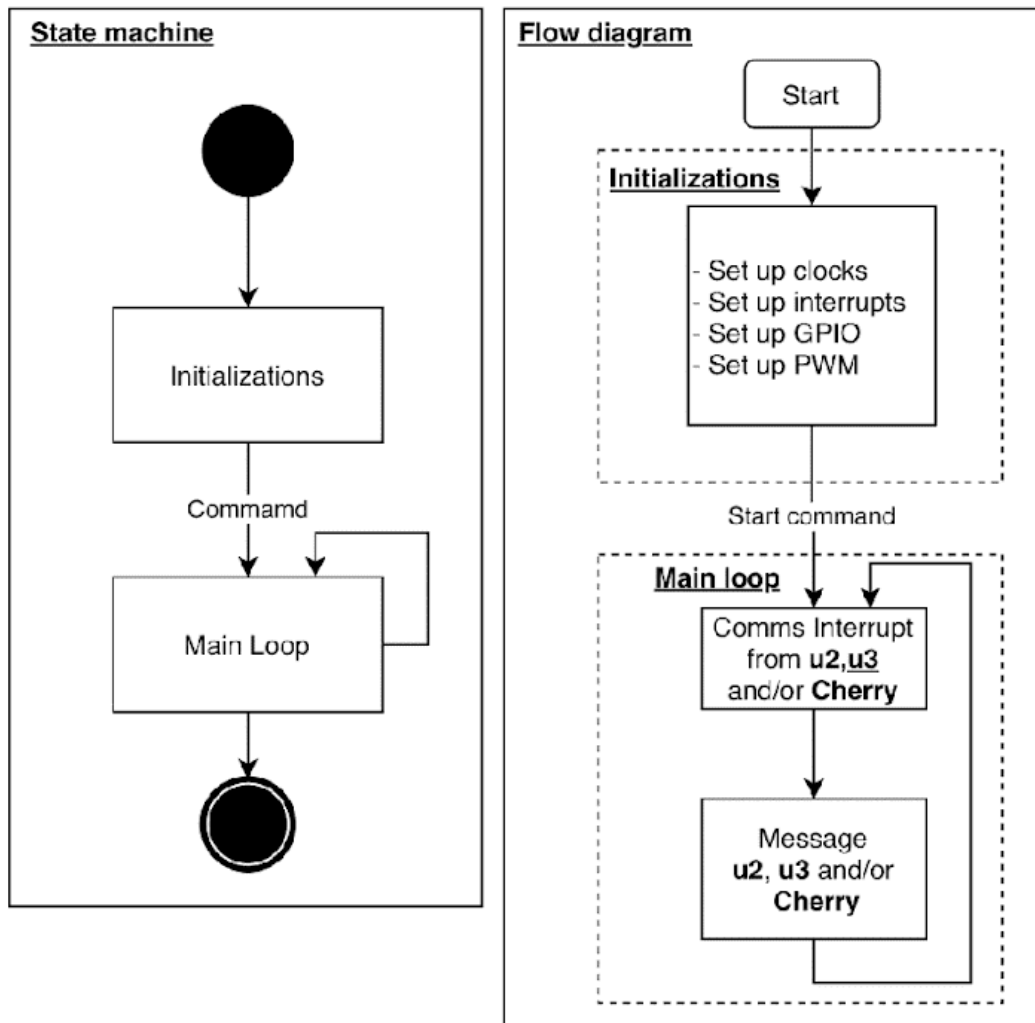 State machine
Initializations
Commamd
Main Loop
Flow diagram
Start
Initializations
- Set up clocks
- Set up interrupts
- Set up GPIO
- Set up PWM
Start command
Main loop
Comms Interrupt
from u2,u3
and/or Cherry
Message
u2, u3 and/or
Cherry